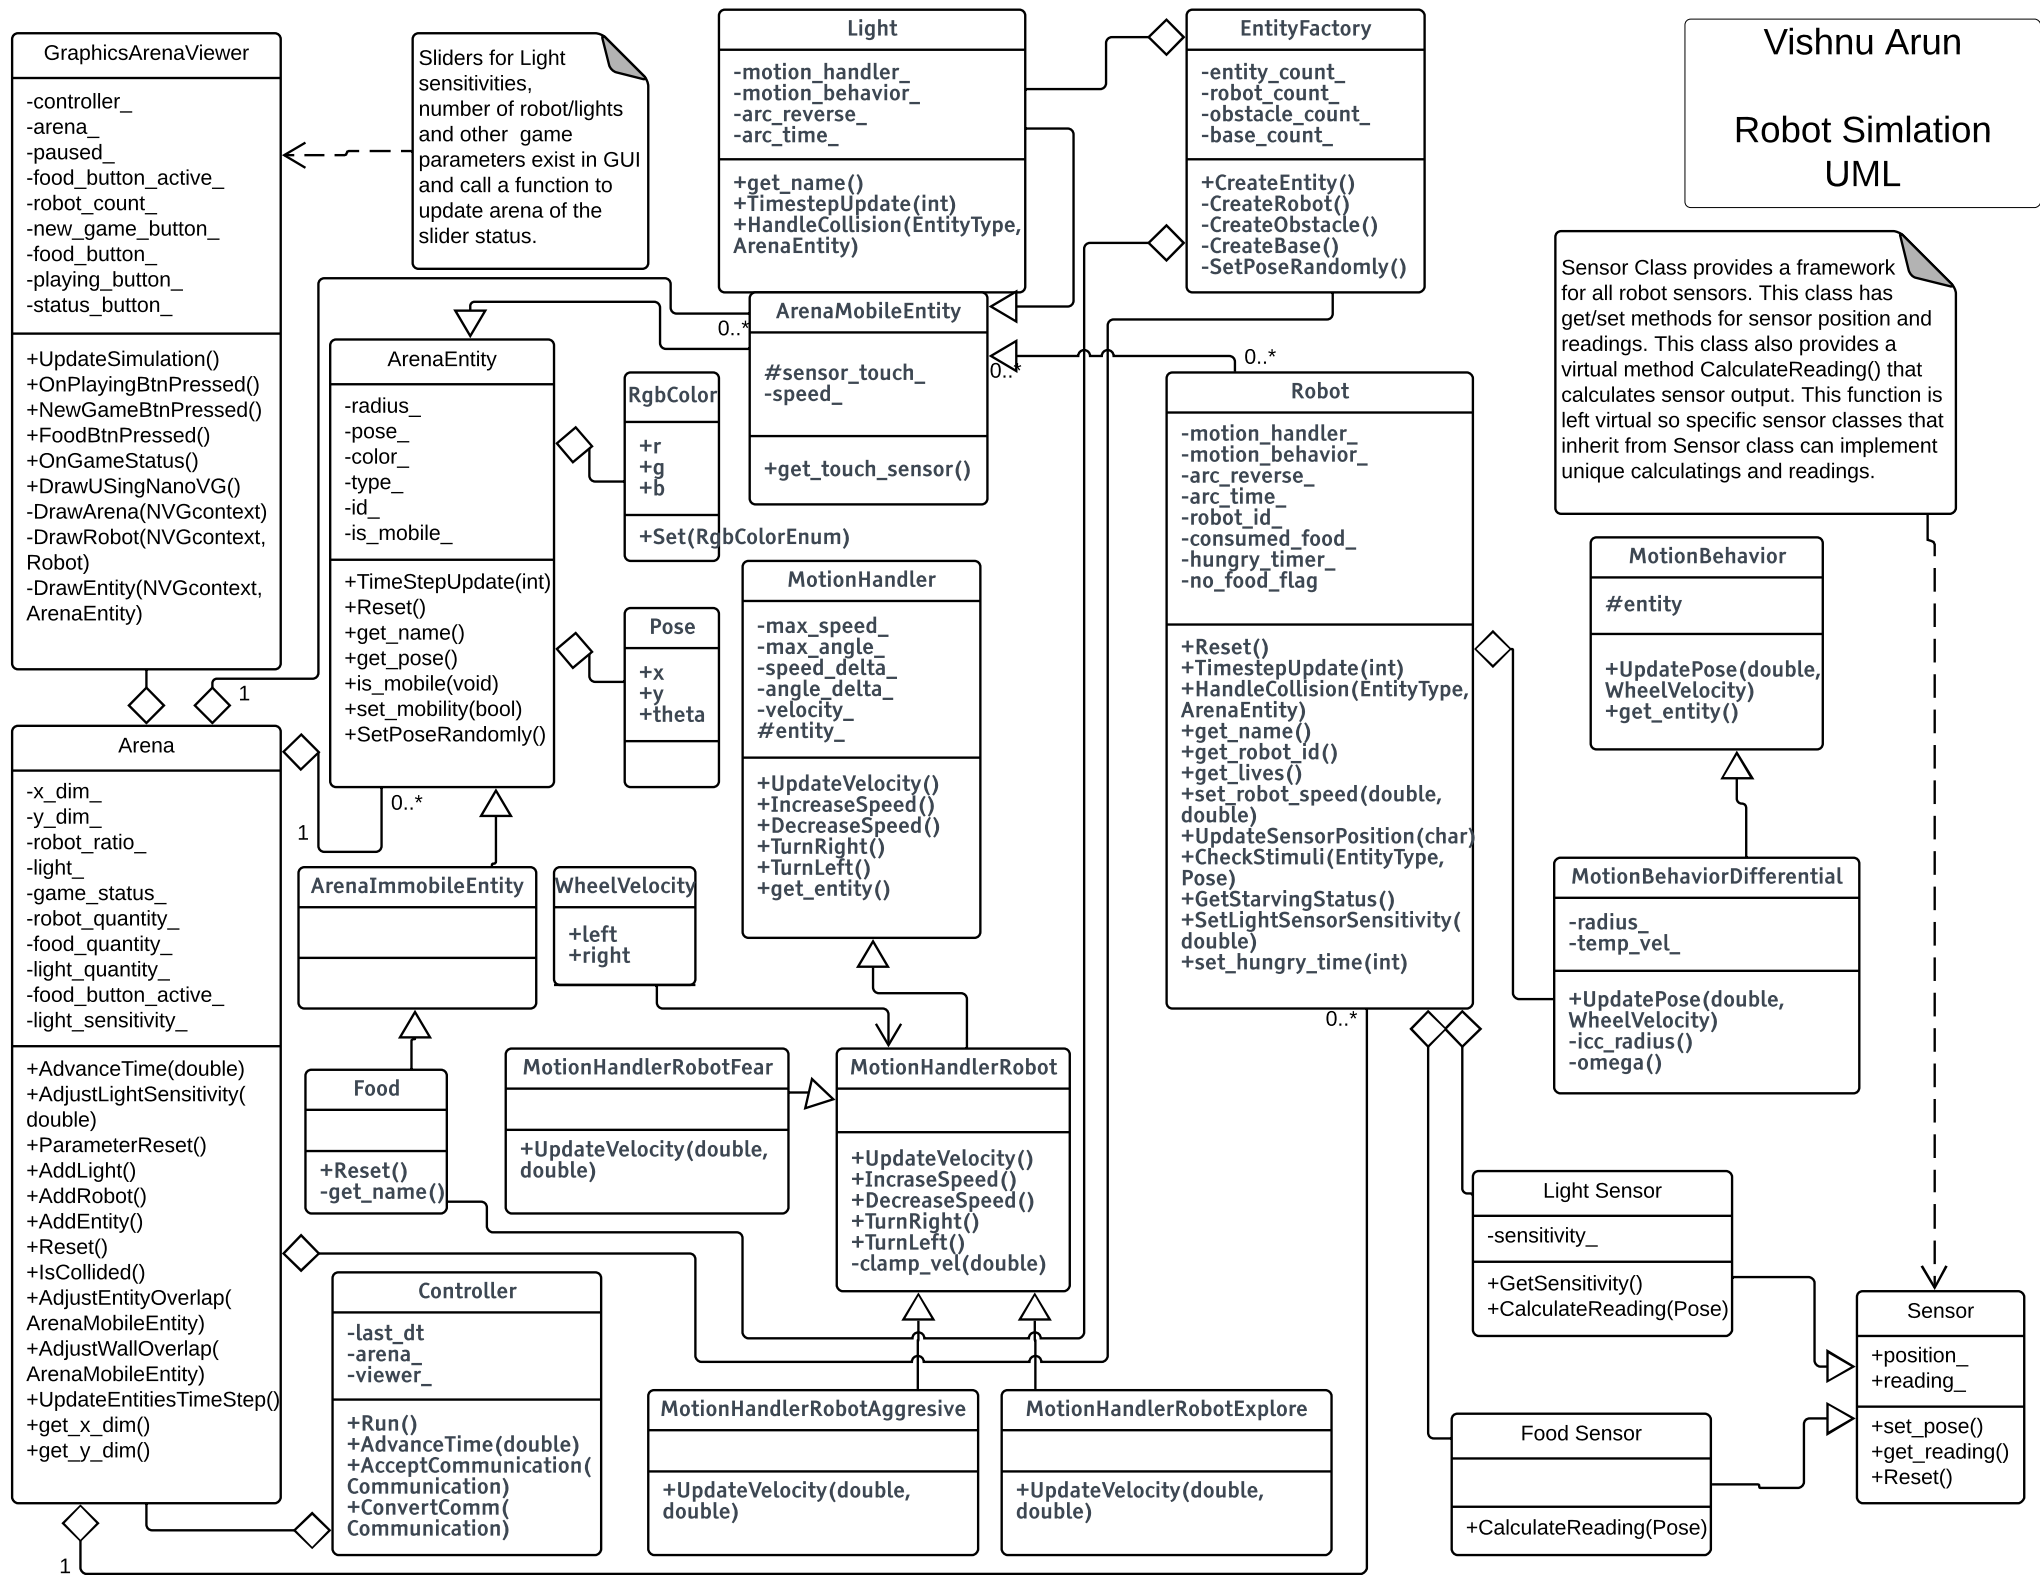 GraphicsArenaViewer
-controller_
-arena_
-paused_
-food_button_active_
-robot_count_
-new_game_button_
-food_button_
-playing_button_
-status_button_
+UpdateSimulation()
+OnPlayingBtnPressed()
+NewGameBtnPressed()
+FoodBtnPressed()
+OnGameStatus()
+DrawUSingNanoVG()
-DrawArena(NVGcontext)
-DrawRobot(NVGcontext,
Robot)
-DrawEntity(NVGcontext,
ArenaEntity)
Sliders for Light
sensitivities,
number of robot/lights
and other game
parameters exist in GUI
and call a function to
update arena of the
slider status.
Light
-motion_handler_
-motion_behavior_
-arc_reverse_
-arc_time_
+get_name()
+TimestepUpdate(int)
+HandleCollision(EntityType,
ArenaEntity)
EntityFactory
-entity_count_
-robot_count_
-obstacle_count_
-base_count_
+CreateEntity()
-CreateRobot()
-CreateObstacle()
-CreateBase()
-SetPoseRandomly()
Vishnu Arun
Robot Simlation
UML
Sensor Class provides a framework
for all robot sensors. This class has
get/set methods for sensor position and
readings. This class also provides a
virtual method CalculateReading() that
calculates sensor output. This function is
left virtual so specific sensor classes that
inherit from Sensor class can implement
unique calculatings and readings.
ArenaEntity
-radius_
-pose_
-color_
-type_
-id_
-is_mobile_
+TimeStepUpdate(int)
+Reset()
+get_name()
+get_pose()
+is_mobile(void)
+set_mobility(bool)
+SetPoseRandomly()
RgbColor
+r
+g
+b
+Set(RgbColorEnum)
Pose
+x
+y
+theta
0..*
ArenaMobileEntity
#sensor_touch_
-speed_
+get_touch_sensor()
0..*
0..*
MotionHandler
-max_speed_
-max_angle_
-speed_delta_
-angle_delta_
-velocity_
#entity_
+UpdateVelocity()
+IncreaseSpeed()
+DecreaseSpeed()
+TurnRight()
+TurnLeft()
+get_entity()
Robot
-motion_handler_
-motion_behavior_
-arc_reverse_
-arc_time_
-robot_id_
-consumed_food_
-hungry_timer_
-no_food_flag
+Reset()
+TimestepUpdate(int)
+HandleCollision(EntityType,
ArenaEntity)
+get_name()
+get_robot_id()
+get_lives()
+set_robot_speed(double,
double)
+UpdateSensorPosition(char)
+CheckStimuli(EntityType,
Pose)
+GetStarvingStatus()
+SetLightSensorSensitivity(
double)
+set_hungry_time(int)
0..*
MotionBehavior
#entity
+UpdatePose(double,
WheelVelocity)
+get_entity()
MotionBehaviorDifferential
-radius_
-temp_vel_
+UpdatePose(double,
WheelVelocity)
-icc_radius()
-omega()
1
Arena
-x_dim_
-y_dim_
-robot_ratio_
-light_
-game_status_
-robot_quantity_
-food_quantity_
-light_quantity_
-food_button_active_
-light_sensitivity_
+AdvanceTime(double)
+AdjustLightSensitivity(
double)
+ParameterReset()
+AddLight()
+AddRobot()
+AddEntity()
+Reset()
+IsCollided()
+AdjustEntityOverlap(
ArenaMobileEntity)
+AdjustWallOverlap(
ArenaMobileEntity)
+UpdateEntitiesTimeStep()
+get_x_dim()
+get_y_dim()
1
0..*
1
ArenaImmobileEntity
WheelVelocity
+left
+right
Food
+Reset()
-get_name()
MotionHandlerRobotFear
+UpdateVelocity(double,
double)
MotionHandlerRobot
+UpdateVelocity()
+IncraseSpeed()
+DecreaseSpeed()
+TurnRight()
+TurnLeft()
-clamp_vel(double)
Controller
-last_dt
-arena_
-viewer_
+Run()
+AdvanceTime(double)
+AcceptCommunication(
Communication)
+ConvertComm(
Communication)
MotionHandlerRobotAggresive
+UpdateVelocity(double,
double)
MotionHandlerRobotExplore
+UpdateVelocity(double,
double)
Light Sensor
-sensitivity_
+GetSensitivity()
+CalculateReading(Pose)
Food Sensor
+CalculateReading(Pose)
Sensor
+position_
+reading_
+set_pose()
+get_reading()
+Reset()